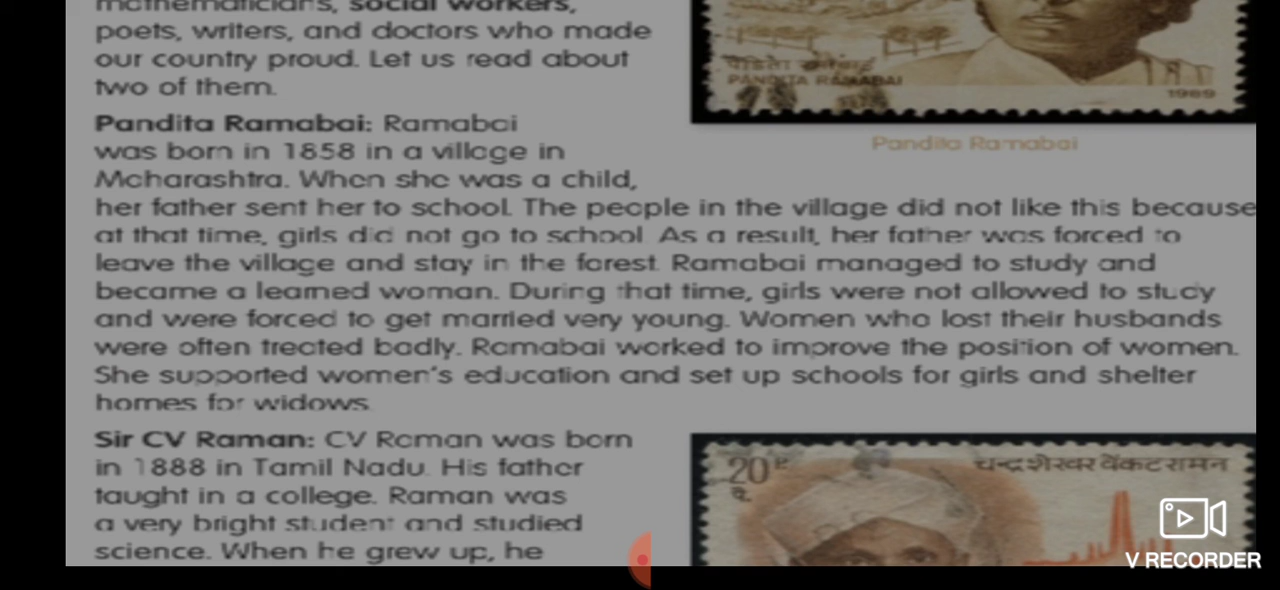 mathematicians, social workers,
poets, writers, and doctors who made
our country proud. Let us read about
two of them.
PANDITA RAMABAI
1989
Pandita Ramabai
Pandita Ramabai: Ramabai
was born in 1858 in a village in
Maharashtra. When she was a child,
her father sent her to school. The people in the village did not like this because
at that time, girls did not go to school. As a result, her father was forced to
leave the village and stay in the forest. Ramabai managed to study and
became a learned woman. During that time, girls were not allowed to study
and were forced to get married very young. Women who lost their husbands
were often treated badly. Ramabai worked to improve the position of women.
She supported women's education and set up schools for girls and shelter
homes for widows.
Sir CV Raman: CV Raman was born
in 1888 in Tamil Nadu. His father
taught in a college. Raman was
a very bright student and studied
science. When he grew up, he
20
चन्द्रशेखर वेंकट रामन
V RECORDER